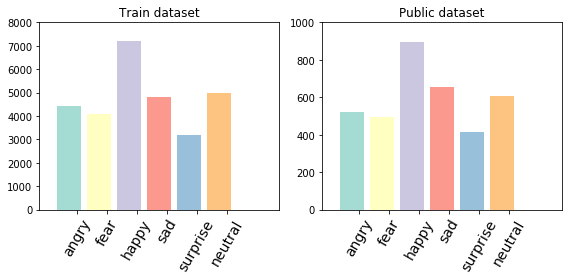 Train dataset
8000
7000
6000
5000
4000
3000
2000
1000
0
angry
fear
happy
sad
surprise
neutral
Public dataset
1000
800
600
400
200
0
angry
fear
happy
sad
surprise
neutral